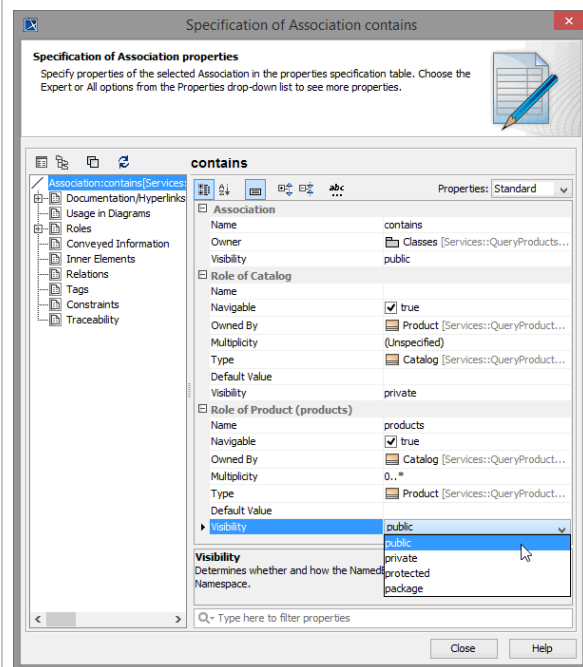 Specification of Association contains
Specification of Association properties
Specify properties of the selected Association in the properties specification table. Choose the
Expert or All options from the Properties drop-down list to see more properties.
contains
Association:contains[Services:
Documentation/Hyperlinks
Usage in Diagrams
Roles
Conveyed Information
Inner Elements
Relations
Tags
Constraints
Traceability
Properties: Standard
Association
Name contains
Owner Classes [Services::QueryProducts...
Visibility public
Role of Catalog
Name
Navigable true
Owned By Product [Services::QueryProduct...
Multiplicity (Unspecified)
Type Catalog [Services::QueryProduct...
Default Value
Visibility private
Role of Product (products)
Name products
Navigable true
Owned By Catalog [Services::QueryProduct...
Multiplicity 0..*
Type Product [Services::QueryProduct...
Default Value
Visibility public
public
private
protected
package
Visibility
Determines whether and how the NamedE
Namespace.
Type here to filter properties
Close Help